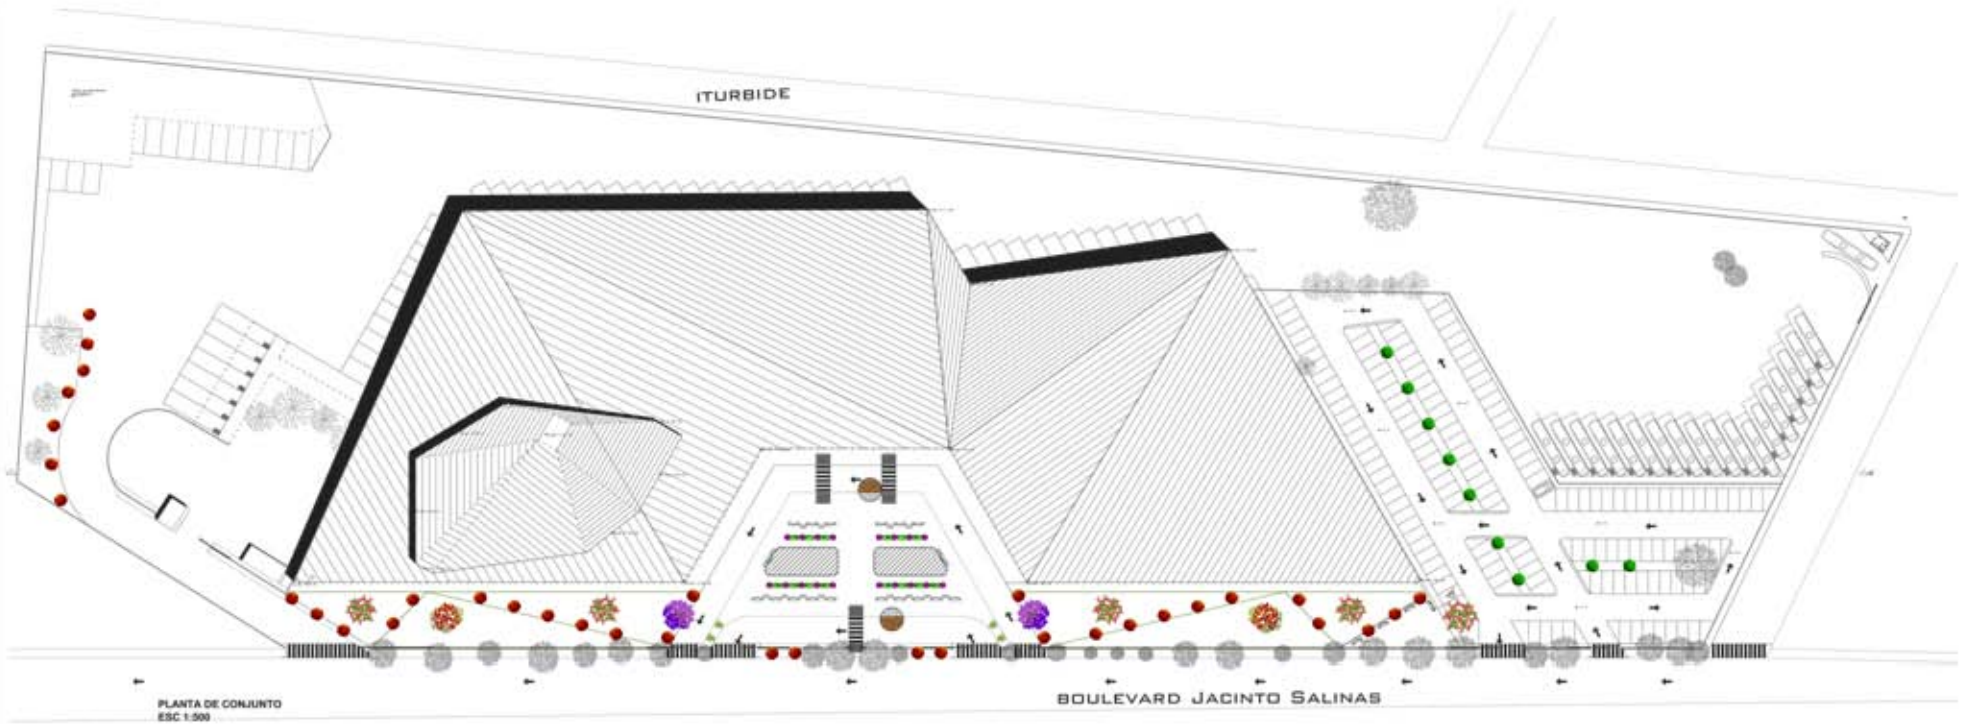 ITURBIDE
BOULEVARD JACINTO SALINAS
PLANTA DE CONJUNTO
ESC 1:500